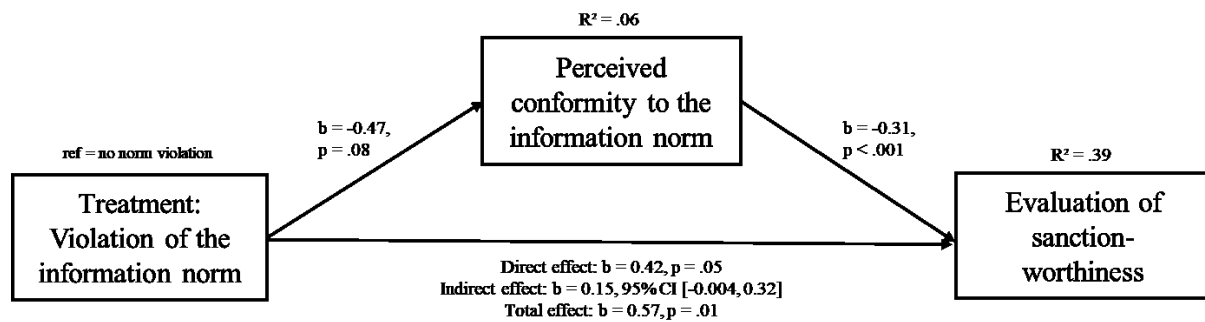 R² = .06
Perceived
conformity to the
information norm
b = -0.47,
p = .08
b = -0.31,
p < .001
ref = no norm violation
R² = .39
Treatment:
Violation of the
information norm
Evaluation of
sanction-
worthiness
Direct effect: b = 0.42, p = .05
Indirect effect: b = 0.15, 95% CI [-0.004, 0.32]
Total effect: b = 0.57, p = .01